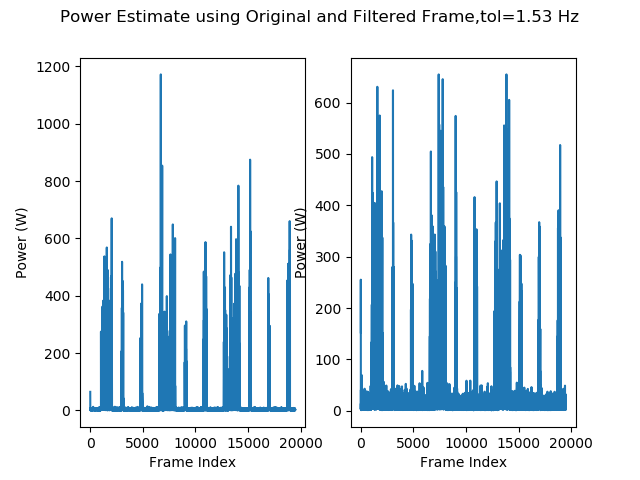 Power Estimate using Original and Filtered Frame,tol=1.53 Hz
1200
1000
800
600
400
200
0
Power (W)
0 5000 10000 15000 20000
Frame Index
600
500
400
300
200
100
0
Power (W)
0 5000 10000 15000 20000
Frame Index